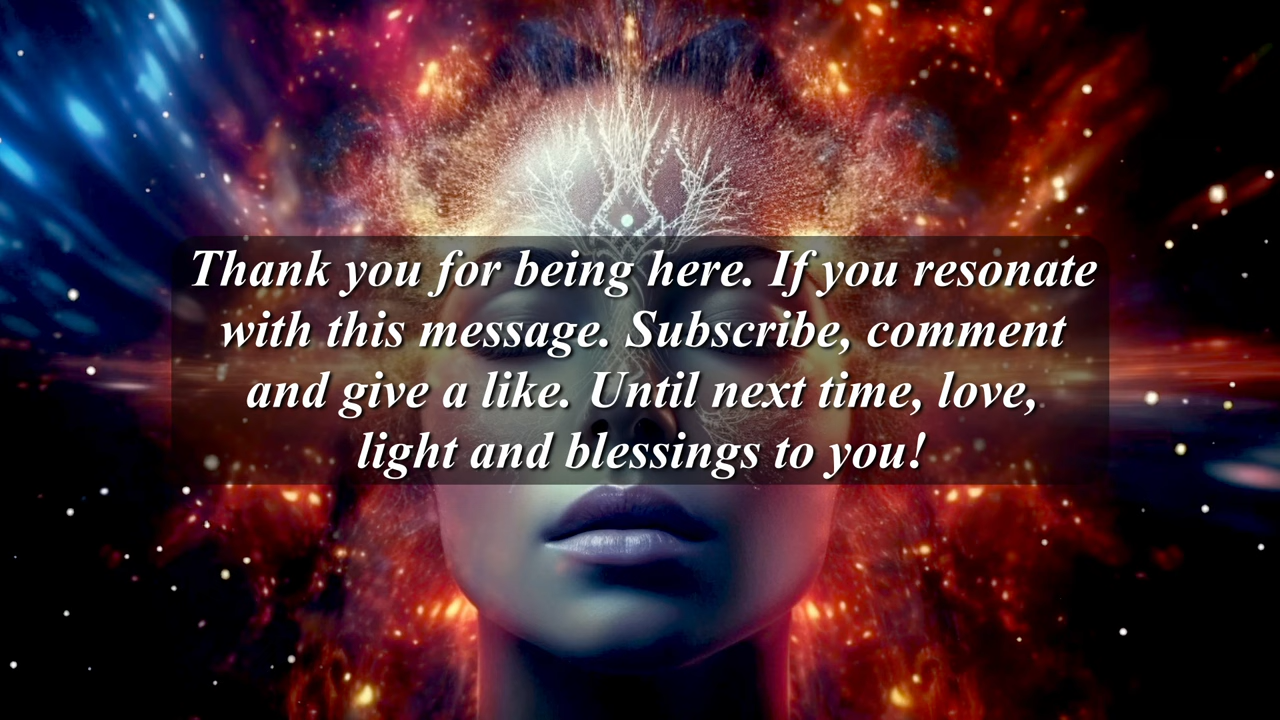 Thank you for being here. If you resonate
with this message. Subscribe, comment
and give a like. Until next time, love,
light and blessings to you!